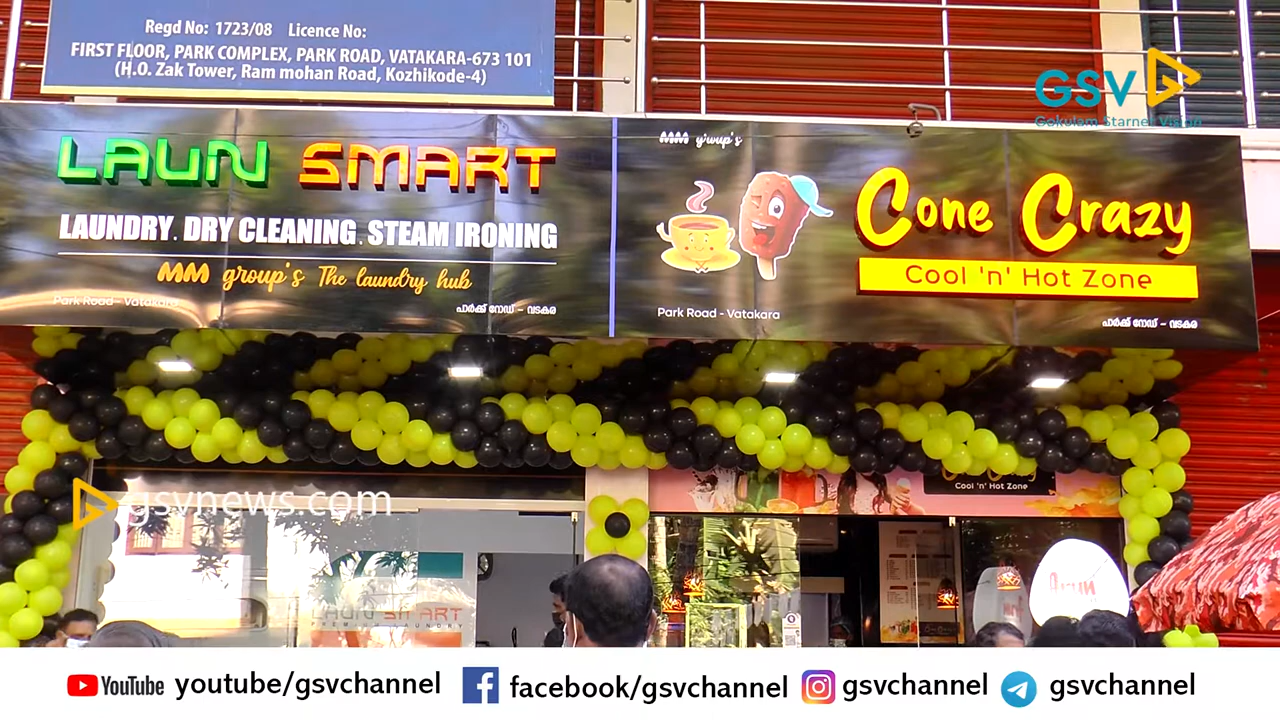 Regd No: 1723/08 Licence No:
FIRST FLOOR, PARK COMPLEX, PARK ROAD, VATAKARA-673 101
(H.O. Zak Tower, Ram mohan Road, Kozhikode-4)
GSV
Gokulam Starnet Vision
LAUN SMART
LAUNDRY. DRY CLEANING. STEAM IRONING
MM group's The laundry hub
Park Road - Vatakara
പാർക്ക് റോഡ് - വടകര
MM group's
Cone Crazy
Cool 'n' Hot Zone
Park Road - Vatakara
പാർക്ക് റോഡ് - വടകര
gsvnews.com
Cool 'n' Hot Zone
LAUN SMART
PREMIUM LAUNDRY
YouTube youtube/gsvchannel
facebook/gsvchannel
gsvchannel
gsvchannel